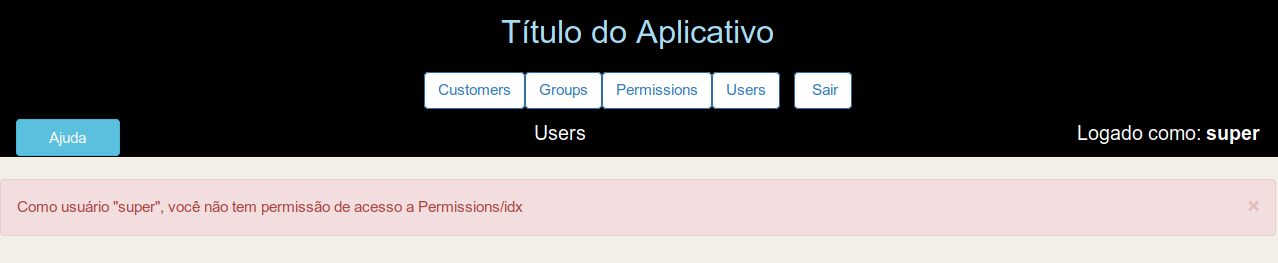 Título do Aplicativo
Customers Groups Permissions Users Sair
Ajuda Users Logado como: super
Como usuário "super", você não tem permissão de acesso a Permissions/idx ×